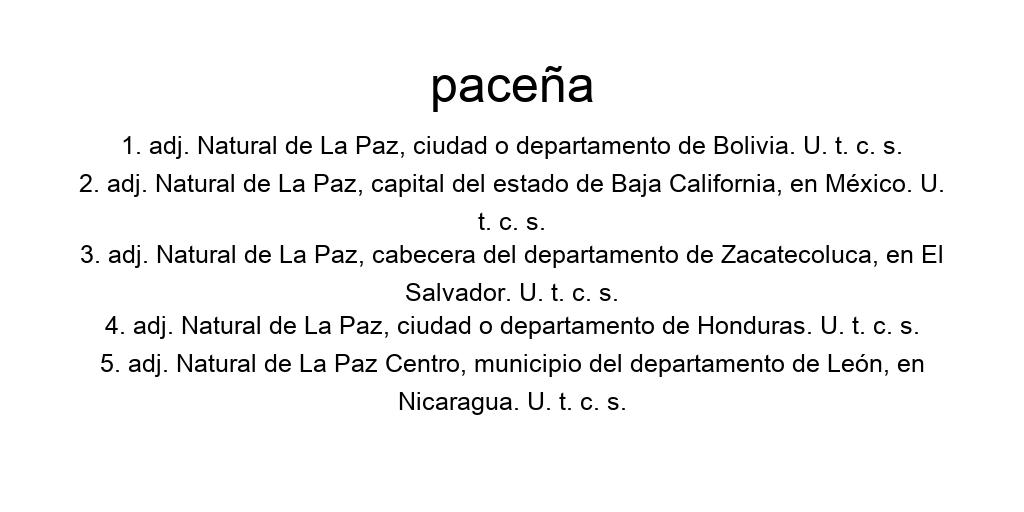 paceña
1. adj. Natural de La Paz, ciudad o departamento de Bolivia. U. t. c. s.
2. adj. Natural de La Paz, capital del estado de Baja California, en México. U.
t. c. s.
3. adj. Natural de La Paz, cabecera del departamento de Zacatecoluca, en El
Salvador. U. t. c. s.
4. adj. Natural de La Paz, ciudad o departamento de Honduras. U. t. c. s.
5. adj. Natural de La Paz Centro, municipio del departamento de León, en
Nicaragua. U. t. c. s.